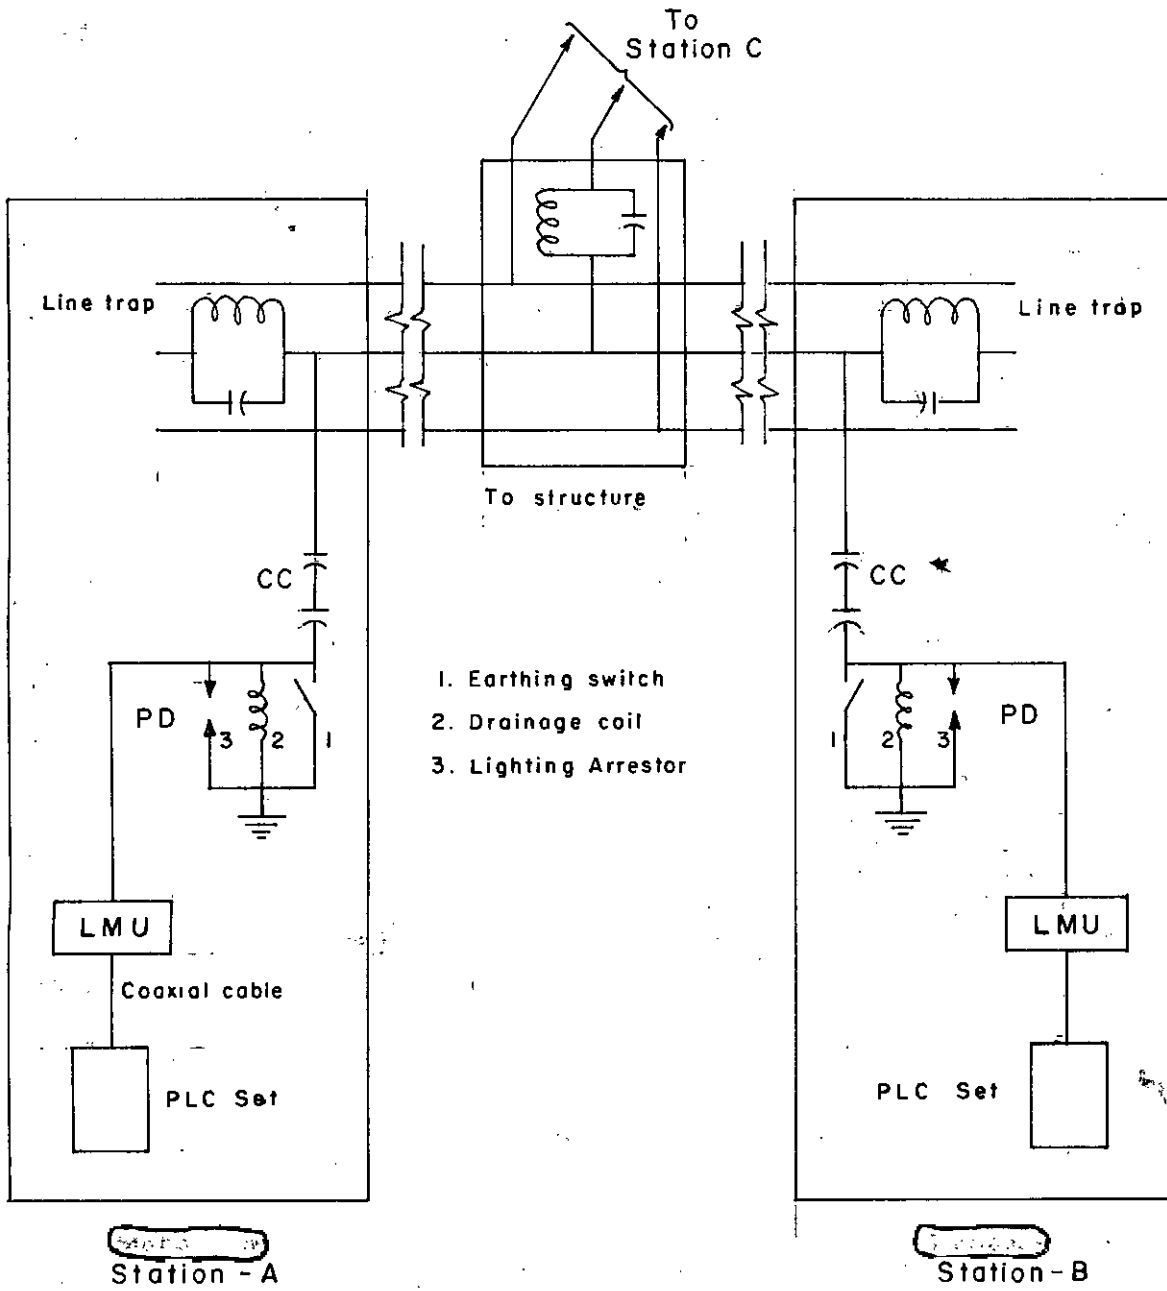 To
Station C
Line trap
Line trap
To structure
CC
CC
PD
3
2
1
1. Earthing switch
2. Drainage coil
3. Lighting Arrestor
1
2
3
PD
LMU
LMU
Coaxial cable
PLC Set
PLC Set
Station - A
Station - B